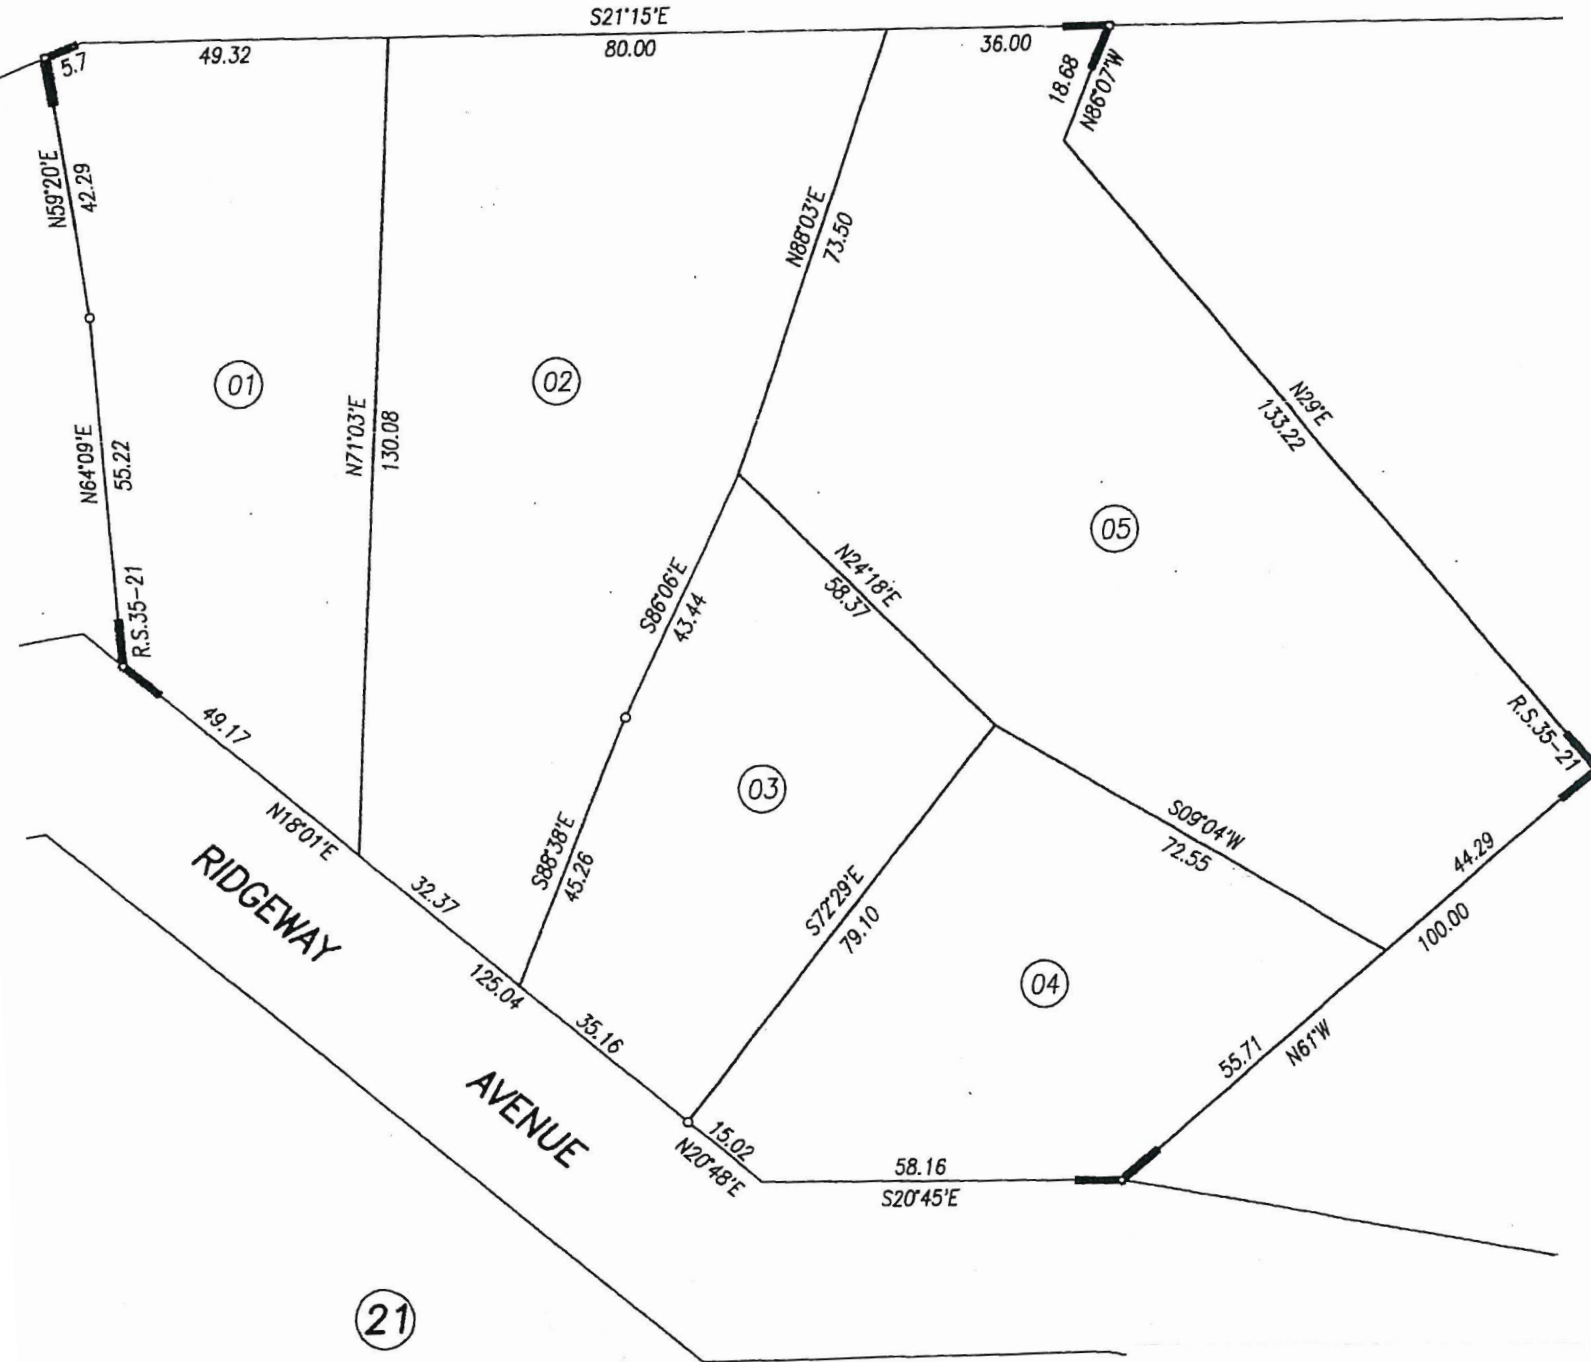 S21°15'E
5.7
49.32
80.00
36.00
18.68
N86°07'W
N59°20'E
42.29
N88°03'E
73.50
01
02
N71°03'E
130.08
N64°09'E
55.22
N29°E
133.22
05
R.S.35-21
N24°18'E
58.37
S86°06'E
43.44
R.S.35-21
49.17
N18°01'E
03
S09°04'W
72.55
44.29
100.00
RIDGEWAY
32.37
S88°38'E
45.26
S72°29'E
79.10
125.04
35.16
04
55.71
N61°W
AVENUE
15.02
N20°48'E
58.16
S20°45'E
21